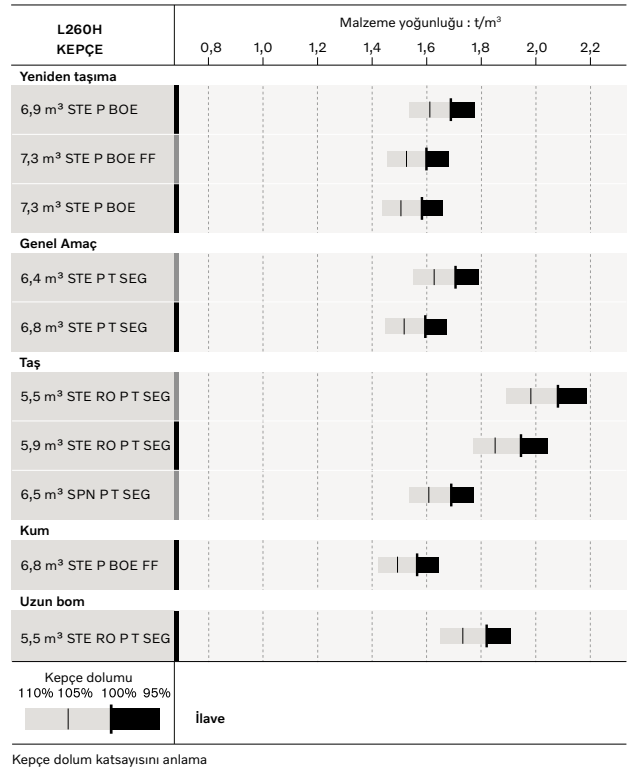 L260H
KEPÇE
Malzeme yoğunluğu : t/m³
0,8 1,0 1,2 1,4 1,6 1,8 2,0 2,2
Yeniden taşıma
6,9 m³ STE P BOE
7,3 m³ STE P BOE FF
7,3 m³ STE P BOE
Genel Amaç
6,4 m³ STE P T SEG
6,8 m³ STE P T SEG
Taş
5,5 m³ STE RO P T SEG
5,9 m³ STE RO P T SEG
6,5 m³ SPN P T SEG
Kum
6,8 m³ STE P BOE FF
Uzun bom
5,5 m³ STE RO P T SEG
Kepçe dolumu
110% 105% 100% 95%
İlave
Kepçe dolum katsayısını anlama